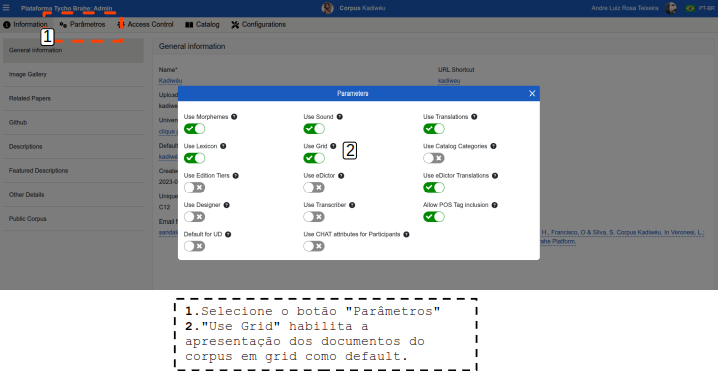 Plataforma Tycho Brahe: Admin
Corpus Kadiwéu
Andre Luiz Rosa Teixeira
PT-BR
Information
Parâmetros
Access Control
Catalog
Configurations
1
General information
Image Gallery
Related Papers
Github
Descriptions
Featured Descriptions
Other Details
Public Corpus
General information
Name*
Kadiwéu
URL Shortcut
kadiweu
Upload
kadiwe
Univer
clique
Default
kadiwé
Create
2023-0
Unique
C12
Email f
sandalo
H., Francisco, O & Silva, S. Corpus Kadiwéu, In Veronesi, L.;
ahe Platform.
Parameters
Use Morphemes
Use Sound
Use Translations
Use Lexicon
Use Grid
2
Use Catalog Categories
Use Edition Tiers
Use eDictor
Use eDictor Translations
Use Designer
Use Transcriber
Allow POS Tag inclusion
Default for UD
Use CHAT attributes for Participants
1.Selecione o botão "Parâmetros"
2."Use Grid" habilita a
apresentação dos documentos do
corpus em grid como default.